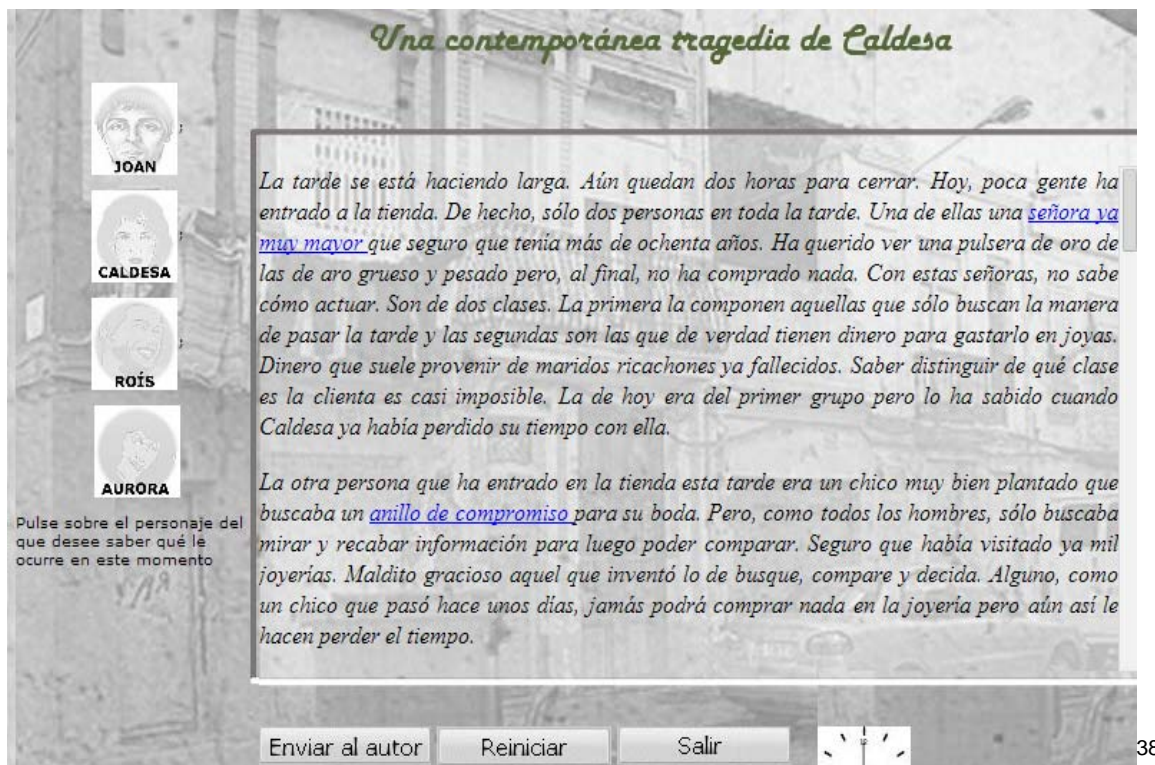 Una contemporánea tragedia de Caldesa
JOAN
CALDESA
ROÍS
AURORA
Pulse sobre el personaje del
que desee saber qué le
ocurre en este momento
La tarde se está haciendo larga. Aún quedan dos horas para cerrar. Hoy, poca gente ha
entrado a la tienda. De hecho, sólo dos personas en toda la tarde. Una de ellas una señora ya
muy mayor que seguro que tenía más de ochenta años. Ha querido ver una pulsera de oro de
las de aro grueso y pesado pero, al final, no ha comprado nada. Con estas señoras, no sabe
cómo actuar. Son de dos clases. La primera la componen aquellas que sólo buscan la manera
de pasar la tarde y las segundas son las que de verdad tienen dinero para gastarlo en joyas.
Dinero que suele provenir de maridos ricachones ya fallecidos. Saber distinguir de qué clase
es la clienta es casi imposible. La de hoy era del primer grupo pero lo ha sabido cuando
Caldesa ya había perdido su tiempo con ella.
La otra persona que ha entrado en la tienda esta tarde era un chico muy bien plantado que
buscaba un anillo de compromiso para su boda. Pero, como todos los hombres, sólo buscaba
mirar y recabar información para luego poder comparar. Seguro que había visitado ya mil
joyerías. Maldito gracioso aquel que inventó lo de busque, compare y decida. Alguno, como
un chico que pasó hace unos días, jamás podrá comprar nada en la joyería pero aún así le
hacen perder el tiempo.
Enviar al autor Reiniciar Salir
38